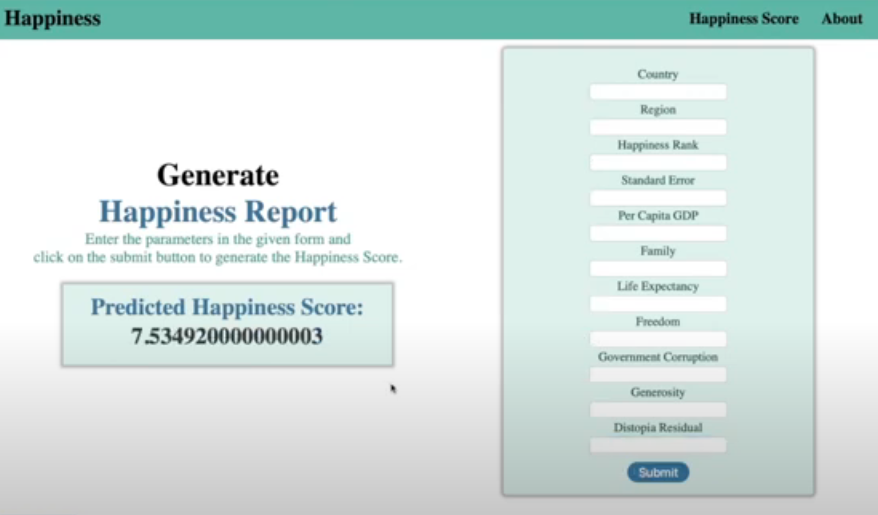 Happiness
Happiness Score
About
Generate
Happiness Report
Enter the parameters in the given form and
click on the submit button to generate the Happiness Score.
Predicted Happiness Score:
7.534920000000003
Country
Region
Happiness Rank
Standard Error
Per Capita GDP
Family
Life Expectancy
Freedom
Government Corruption
Generosity
Distopia Residual
Submit